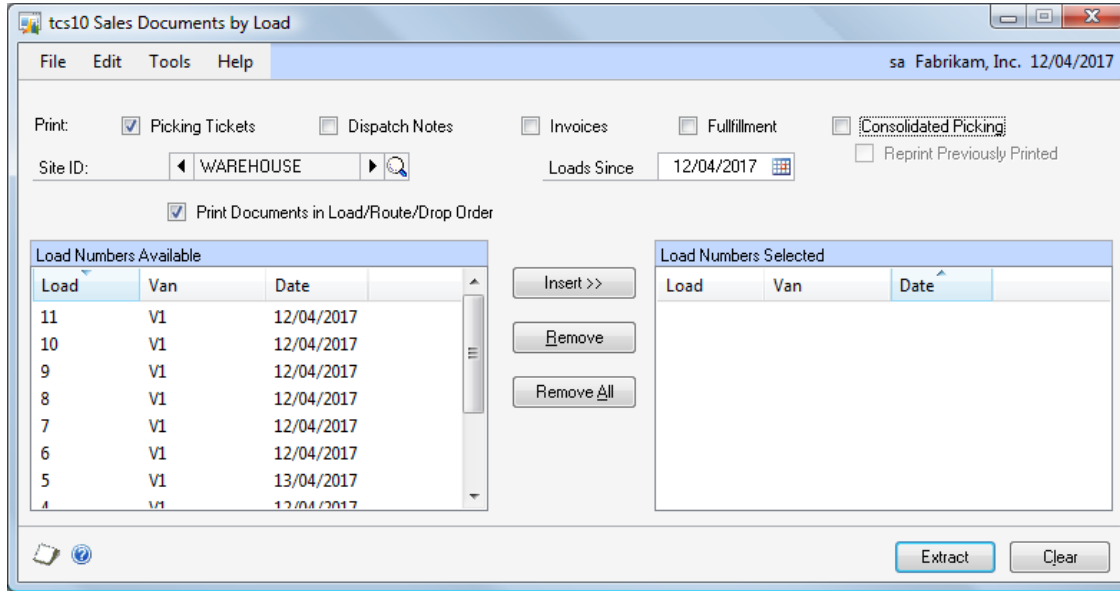 tcs10 Sales Documents by Load
File Edit Tools Help sa Fabrikam, Inc. 12/04/2017
Print: Picking Tickets Dispatch Notes Invoices Fullfillment Consolidated Picking
Reprint Previously Printed
Site ID: WAREHOUSE Loads Since 12/04/2017
Print Documents in Load/Route/Drop Order
Load Numbers Available Load Numbers Selected
Load Van Date Insert >> Load Van Date
11 V1 12/04/2017
10 V1 12/04/2017 Remove
9 V1 12/04/2017
8 V1 12/04/2017 Remove All
7 V1 12/04/2017
6 V1 12/04/2017
5 V1 13/04/2017
4 V1 12/04/2017
Extract Clear